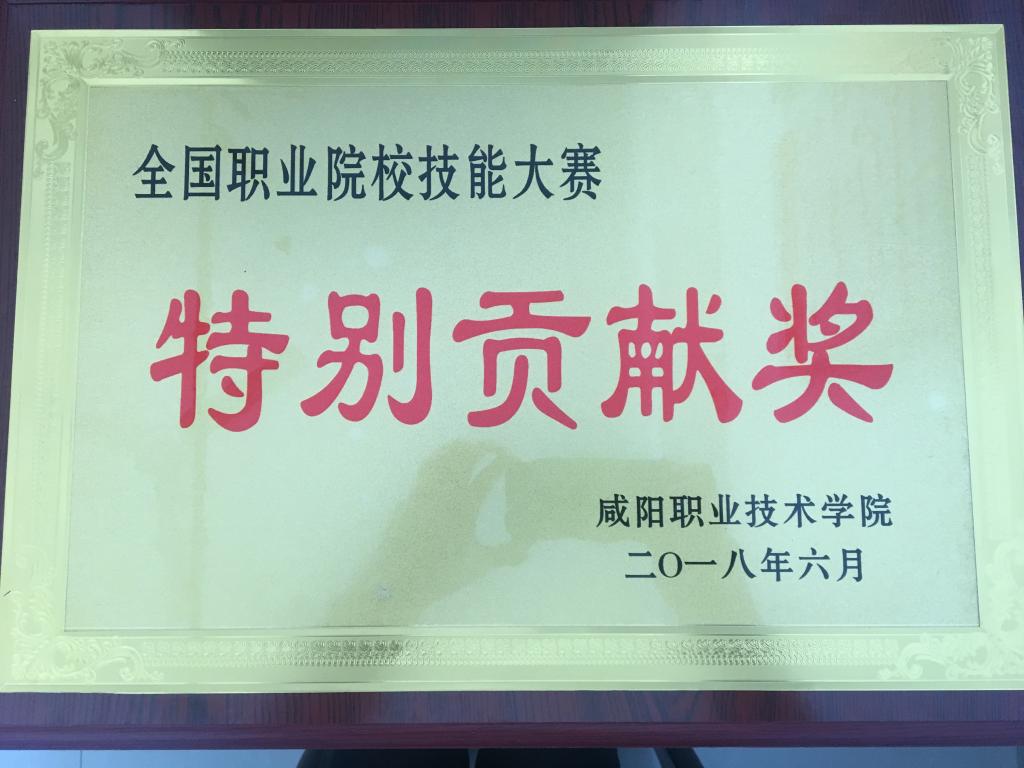 全国职业院校技能大赛
特别贡献奖
咸阳职业技术学院
二〇一八年六月